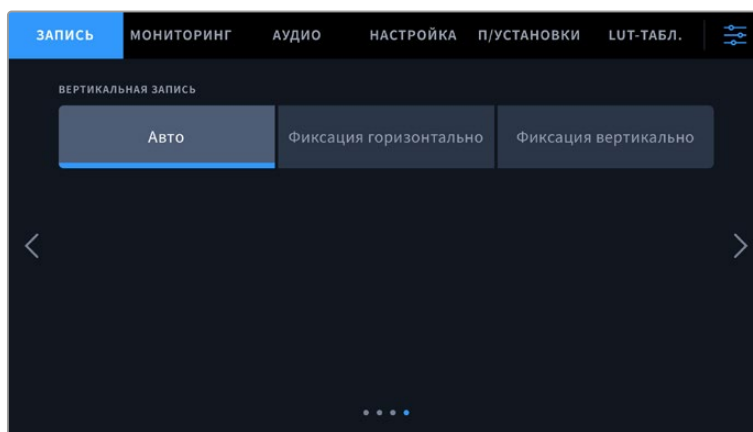 ЗАПИСЬ МОНИТОРИНГ АУДИО НАСТРОЙКА П/УСТАНОВКИ LUT-ТАБЛ.
ВЕРТИКАЛЬНАЯ ЗАПИСЬ
Авто Фиксация горизонтально Фиксация вертикально